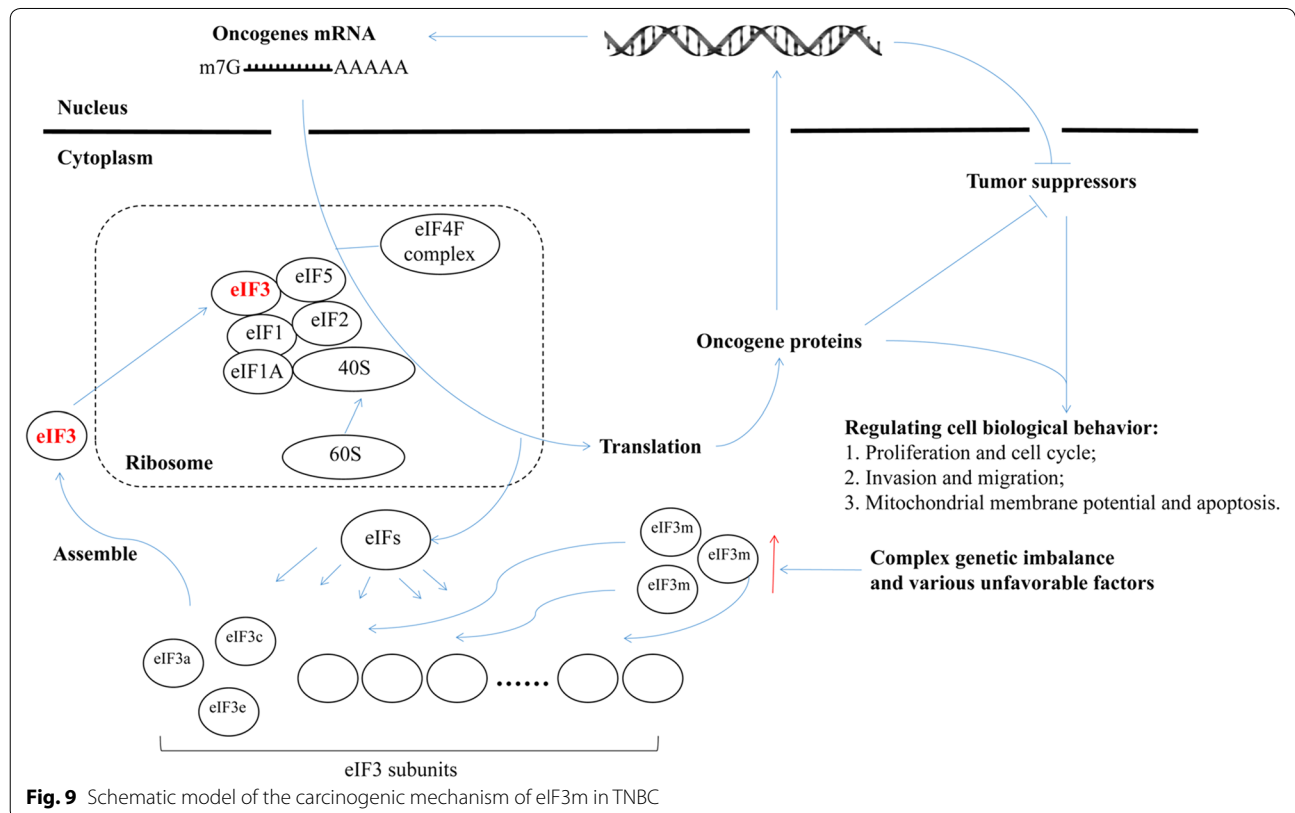 Oncogenes mRNA
m7G AAAAA
Nucleus
Cytoplasm
Tumor suppressors
eIF4F
complex
eIF3
eIF5
eIF1
eIF2
eIF1A
40S
60S
Ribosome
eIF3
Assemble
Translation
Oncogene proteins
Regulating cell biological behavior:
1. Proliferation and cell cycle;
2. Invasion and migration;
3. Mitochondrial membrane potential and apoptosis.
eIFs
eIF3m
eIF3m
eIF3m
Complex genetic imbalance
and various unfavorable factors
eIF3a
eIF3c
eIF3e
......
eIF3 subunits
Fig. 9 Schematic model of the carcinogenic mechanism of eIF3m in TNBC